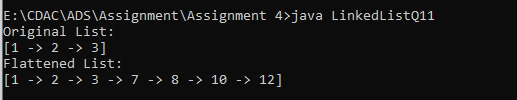 E:\CDAC\ADS\Assignment\Assignment 4>java LinkedListQ11
Original List:
[1 -> 2 -> 3]
Flattened List:
[1 -> 2 -> 3 -> 7 -> 8 -> 10 -> 12]